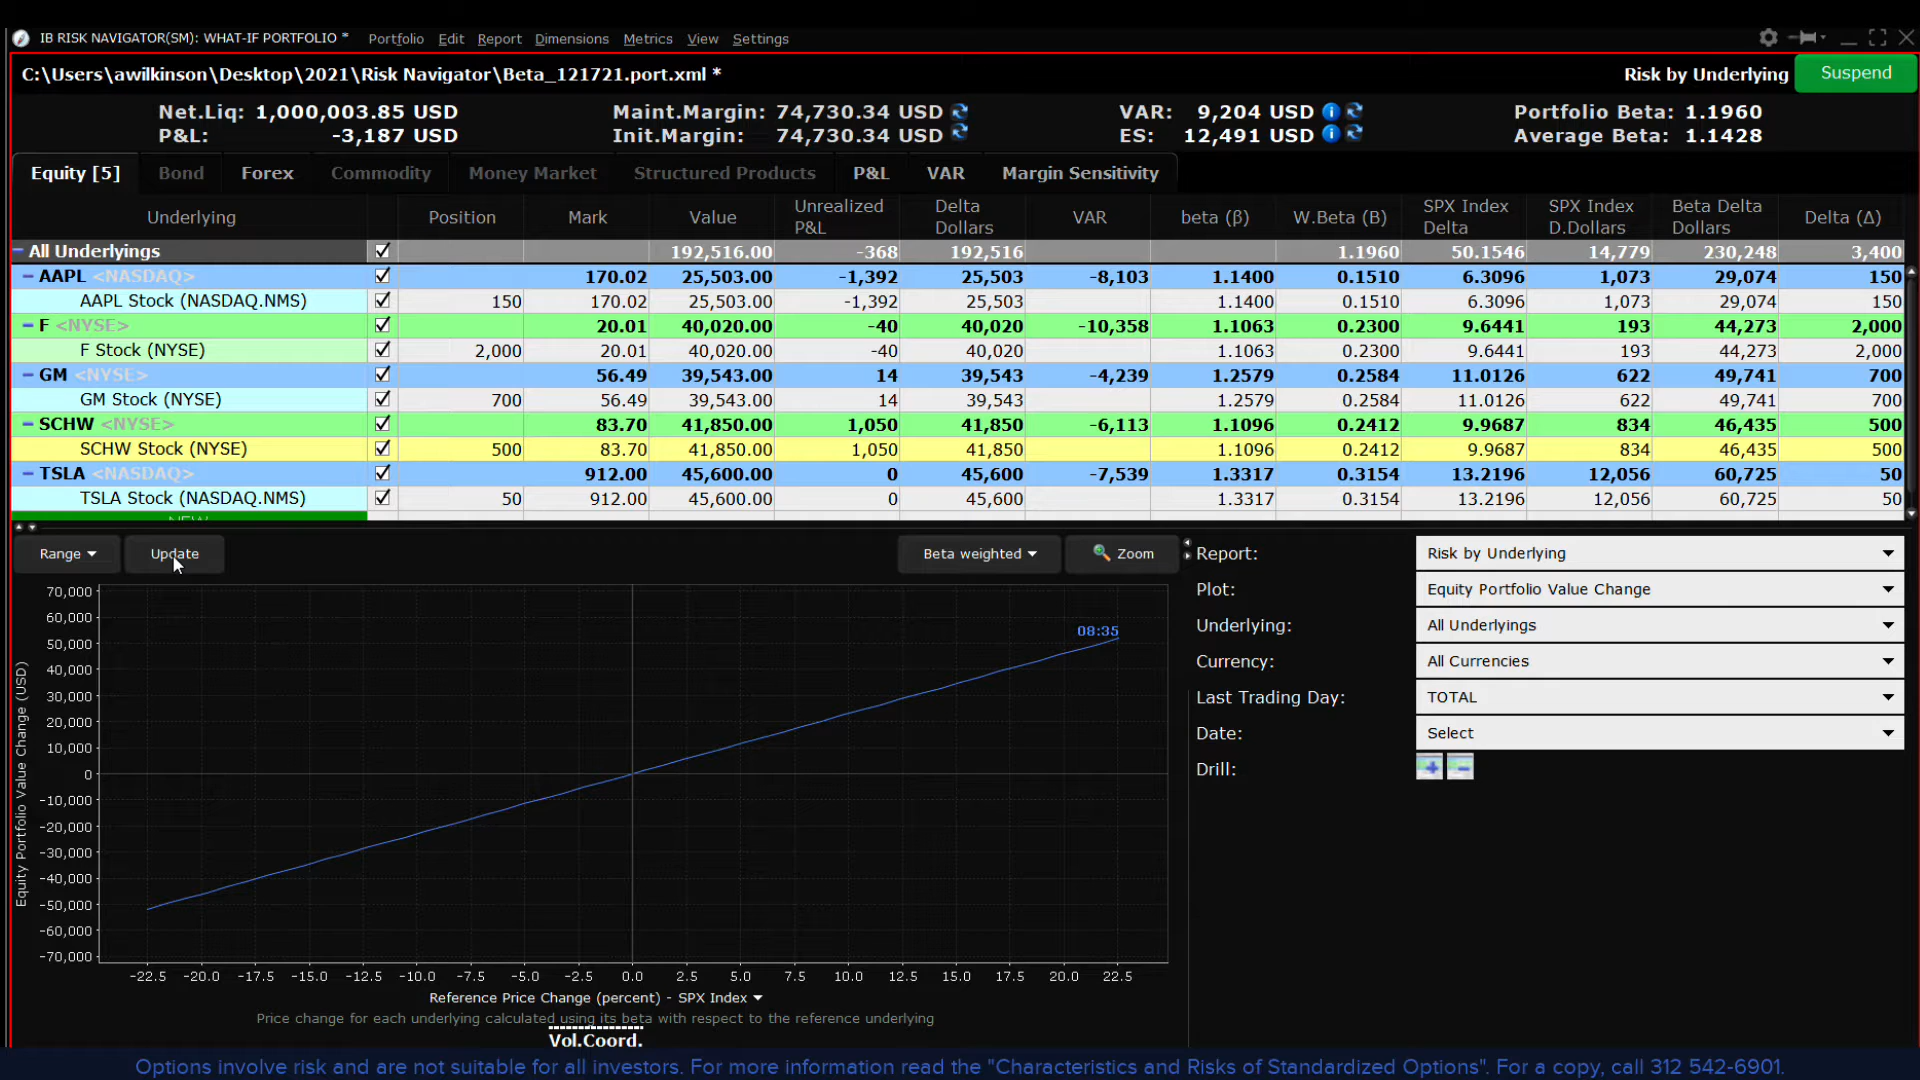 IB RISK NAVIGATOR(SM): WHAT-IF PORTFOLIO * Portfolio Edit Report Dimensions Metrics View Settings
C:\Users\awilkinson\Desktop\2021\Risk Navigator\Beta_121721.port.xml * Risk by Underlying Suspend
Net.Liq: 1,000,003.85 USD Maint.Margin: 74,730.34 USD VAR: 9,204 USD Portfolio Beta: 1.1960
P&L: -3,187 USD Init.Margin: 74,730.34 USD ES: 12,491 USD Average Beta: 1.1428
Equity [5] Bond Forex Commodity Money Market Structured Products P&L VAR Margin Sensitivity
Underlying Position Mark Value Unrealized P&L Delta Dollars VAR beta (β) W.Beta (B) SPX Index Delta SPX Index D.Dollars Beta Delta Dollars Delta (Δ)
All Underlyings 192,516.00 -368 192,516 1.1960 50.1546 14,779 230,248 3,400
AAPL <NASDAQ> 170.02 25,503.00 -1,392 25,503 -8,103 1.1400 0.1510 6.3096 1,073 29,074 150
AAPL Stock (NASDAQ.NMS) 150 170.02 25,503.00 -1,392 25,503 1.1400 0.1510 6.3096 1,073 29,074 150
F <NYSE> 20.01 40,020.00 -40 40,020 -10,358 1.1063 0.2300 9.6441 193 44,273 2,000
F Stock (NYSE) 2,000 20.01 40,020.00 -40 40,020 1.1063 0.2300 9.6441 193 44,273 2,000
GM <NYSE> 56.49 39,543.00 14 39,543 -4,239 1.2579 0.2584 11.0126 622 49,741 700
GM Stock (NYSE) 700 56.49 39,543.00 14 39,543 1.2579 0.2584 11.0126 622 49,741 700
SCHW <NYSE> 83.70 41,850.00 1,050 41,850 -6,113 1.1096 0.2412 9.9687 834 46,435 500
SCHW Stock (NYSE) 500 83.70 41,850.00 1,050 41,850 1.1096 0.2412 9.9687 834 46,435 500
TSLA <NASDAQ> 912.00 45,600.00 0 45,600 -7,539 1.3317 0.3154 13.2196 12,056 60,725 50
TSLA Stock (NASDAQ.NMS) 50 912.00 45,600.00 0 45,600 1.3317 0.3154 13.2196 12,056 60,725 50
Range Update Beta weighted Zoom
Equity Portfolio Value Change (USD)
70,000
60,000
50,000
40,000
30,000
20,000
10,000
0
-10,000
-20,000
-30,000
-40,000
-50,000
-60,000
-70,000
08:35
-22.5 -20.0 -17.5 -15.0 -12.5 -10.0 -7.5 -5.0 -2.5 0.0 2.5 5.0 7.5 10.0 12.5 15.0 17.5 20.0 22.5
Reference Price Change (percent) - SPX Index
Price change for each underlying calculated using its beta with respect to the reference underlying
Vol.Coord.
Report: Risk by Underlying
Plot: Equity Portfolio Value Change
Underlying: All Underlyings
Currency: All Currencies
Last Trading Day: TOTAL
Date: Select
Drill:
Options involve risk and are not suitable for all investors. For more information read the "Characteristics and Risks of Standardized Options". For a copy, call 312 542-6901.